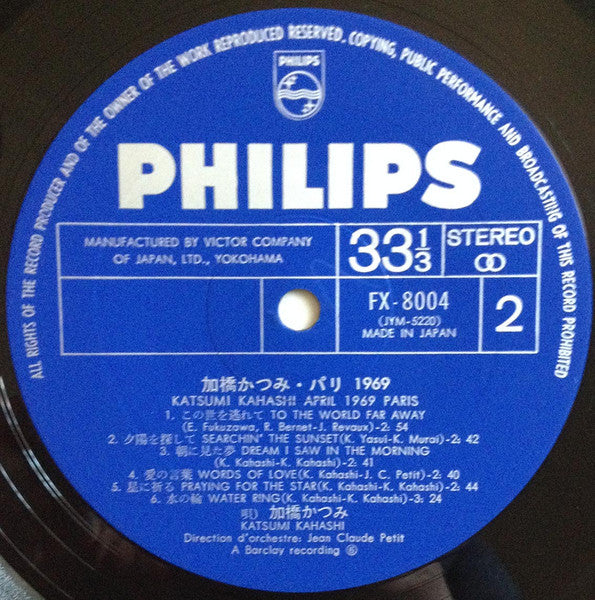 ALL RIGHTS OF THE RECORD PRODUCER AND OF THE OWNER OF THE WORK REPRODUCED RESERVED. COPYING, PUBLIC PERFORMANCE AND BROADCASTING OF THIS RECORD PROHIBITED
PHILIPS
PHILIPS
MANUFACTURED BY VICTOR COMPANY
OF JAPAN, LTD., YOKOHAMA
33 1/3
STEREO
FX-8004
(JYM-5220)
MADE IN JAPAN
2
加橋かつみ・パリ 1969
KATSUMI KAHASHI APRIL 1969 PARIS
1. この世を逃れて TO THE WORLD FAR AWAY
(E. Fukuzawa, R. Bernet-J. Revaux)-2: 54
2. 夕陽を探して SEARCHIN' THE SUNSET(K. Yasui-K. Murai)-2: 42
3. 朝に見た夢 DREAM I SAW IN THE MORNING
(K. Kahashi-K. Kahashi)-2: 41
4. 愛の言葉 WORDS OF LOVE(K. Kahashi-J. C. Petit)-2: 40
5. 星に祈る PRAYING FOR THE STAR(K. Kahashi-K. Kahashi)-2: 44
6. 水の輪 WATER RING(K. Kahashi-K. Kahashi)-3: 24
唄) 加橋かつみ
KATSUMI KAHASHI
Direction d'orchestre: Jean Claude Petit
A Barclay recording Ⓟ